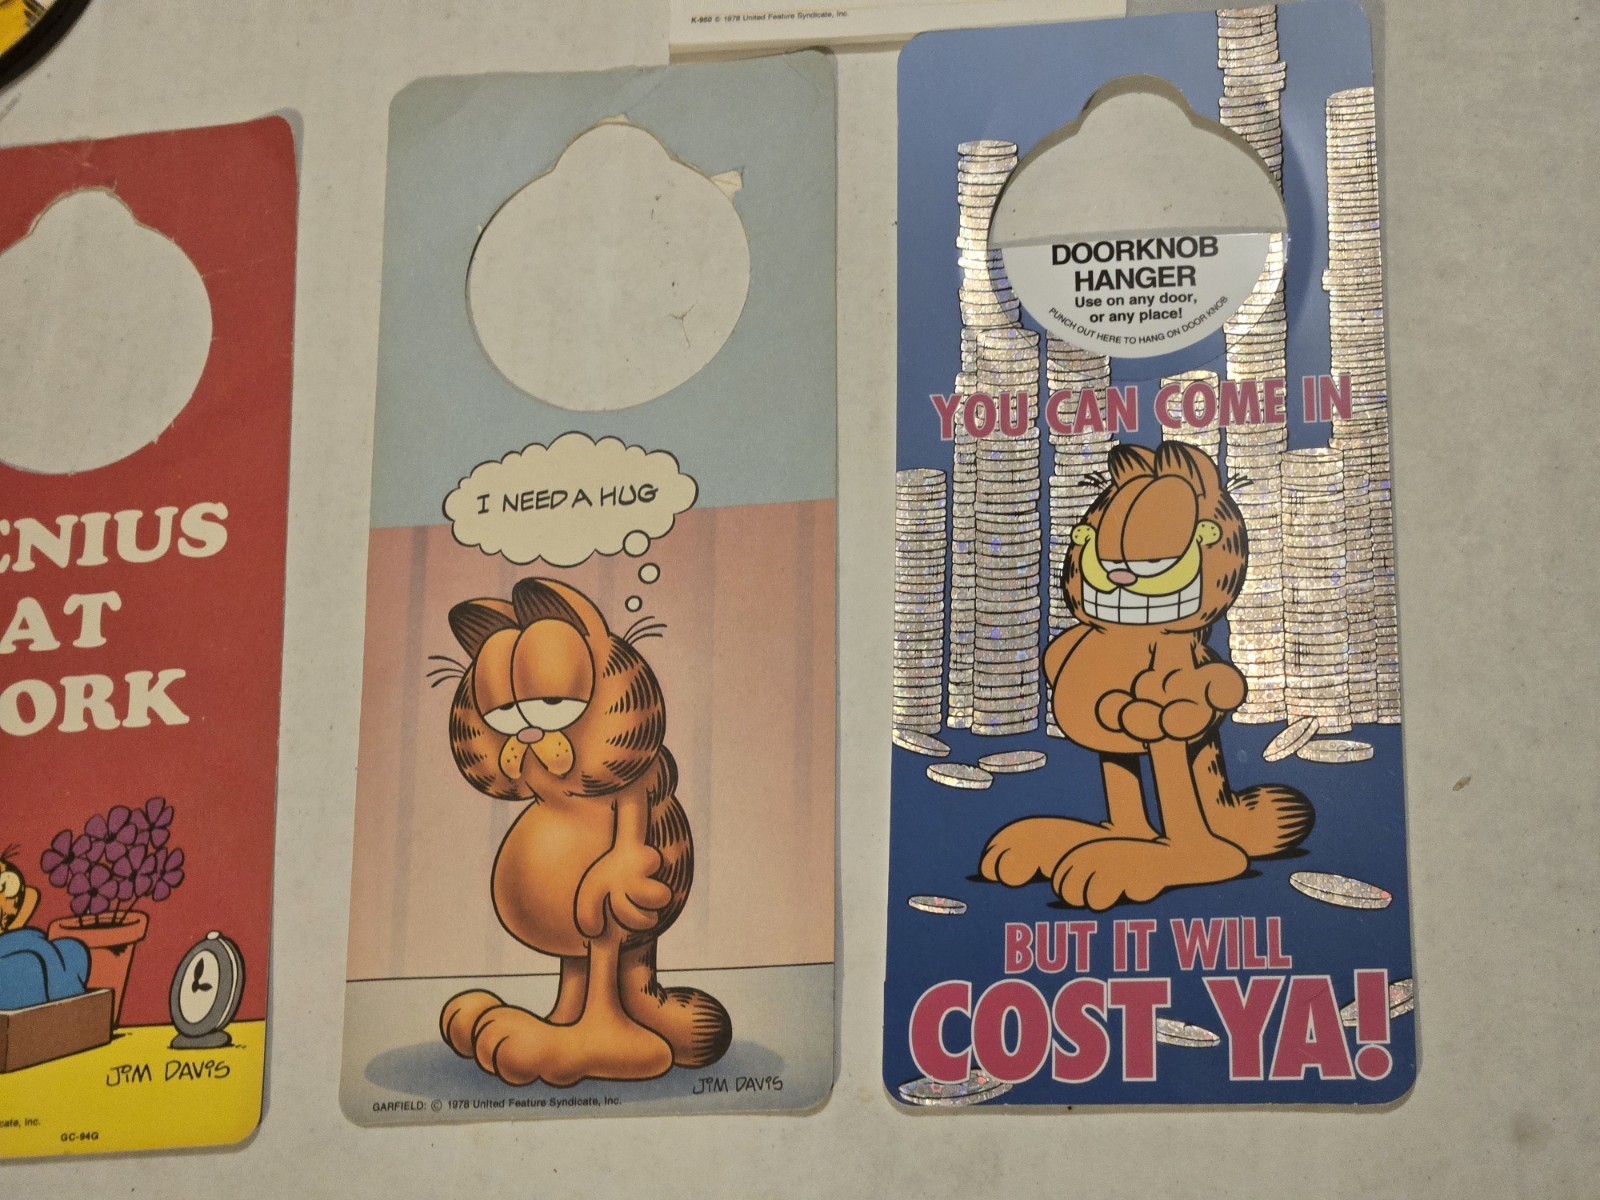 K-868 © 1978 United Feature Syndicate, Inc.
ENIUS
AT
ORK
JIM DAVIS
cate, Inc.
GC-94G
I NEED A HUG
JIM DAVIS
GARFIELD: © 1978 United Feature Syndicate, Inc.
DOORKNOB
HANGER
Use on any door,
or any place!
PUNCH OUT HERE TO HANG ON DOOR KNOB
YOU CAN COME IN
BUT IT WILL
COST YA!